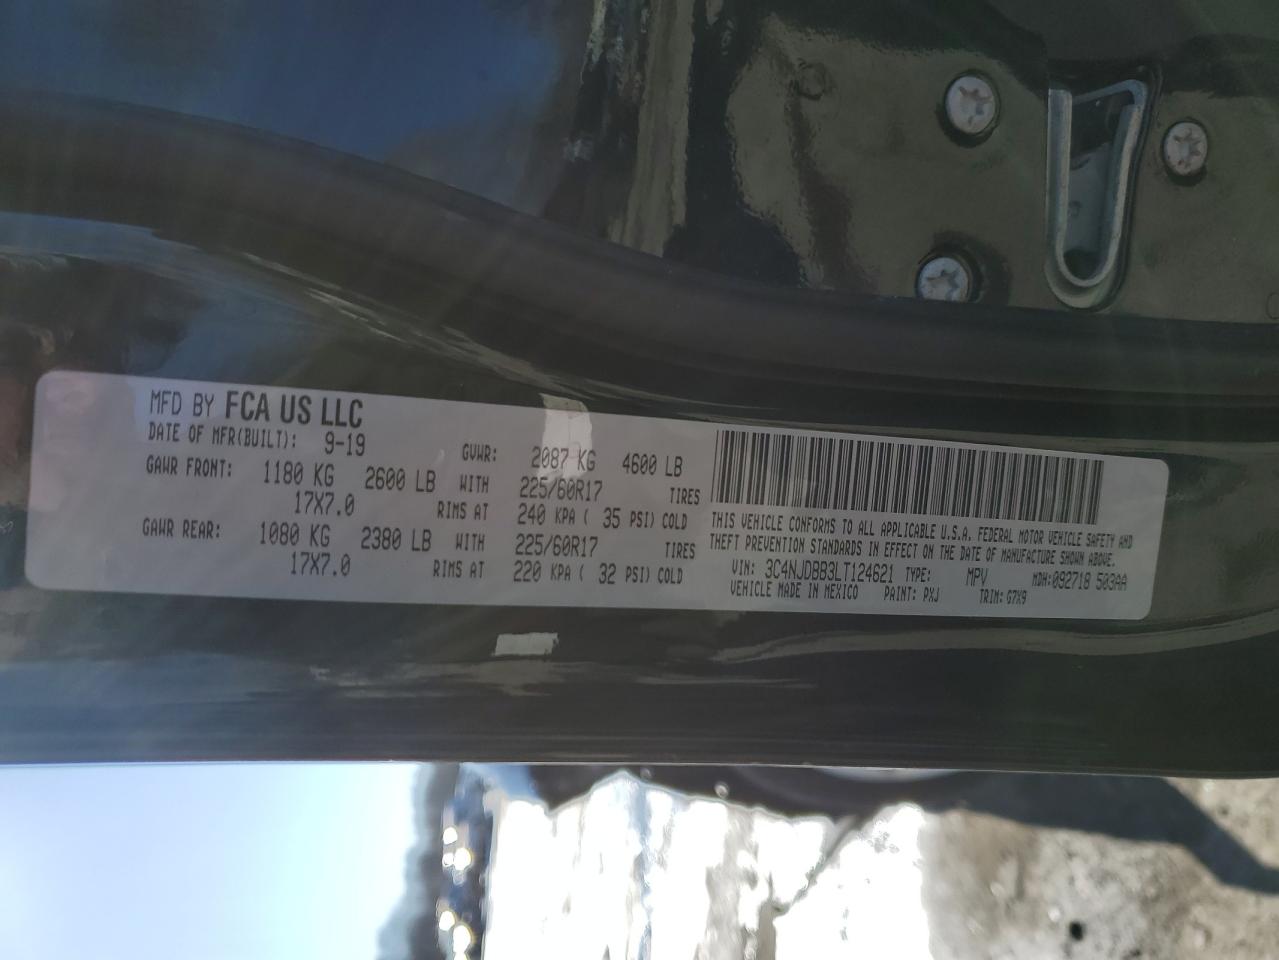 MFD BY FCA US LLC
DATE OF MFR(BUILT): 9-19 GVWR: 2087 KG 4600 LB
GAWR FRONT: 1180 KG 2600 LB WITH 225/60R17 TIRES
17X7.0 RIMS AT 240 KPA ( 35 PSI) COLD
GAWR REAR: 1080 KG 2380 LB WITH 225/60R17 TIRES
17X7.0 RIMS AT 220 KPA ( 32 PSI) COLD
THIS VEHICLE CONFORMS TO ALL APPLICABLE U.S.A. FEDERAL MOTOR VEHICLE SAFETY AND
THEFT PREVENTION STANDARDS IN EFFECT ON THE DATE OF MANUFACTURE SHOWN ABOVE.
VIN: 3C4NJDBB3LT124621 TYPE: MPV MDH:092718 503AA
VEHICLE MADE IN MEXICO PAINT: PXJ TRIM: G7X9